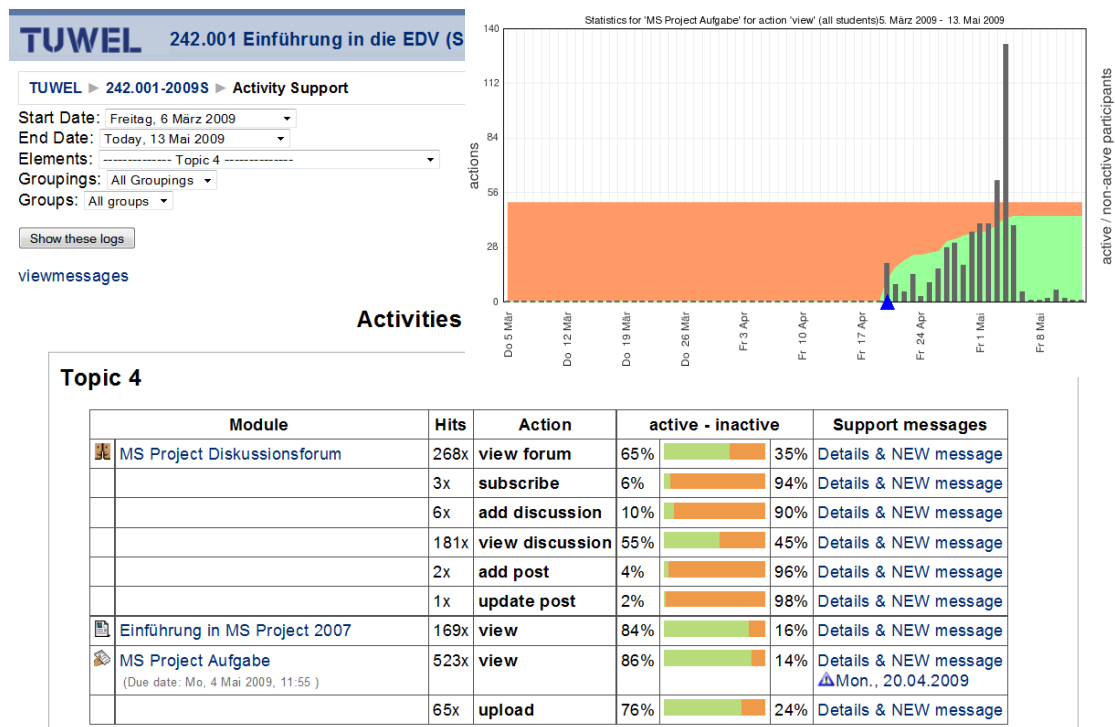 TUWEL 242.001 Einführung in die EDV (S
TUWEL ► 242.001-2009S ► Activity Support
Start Date: Freitag, 6 März 2009
End Date: Today, 13 Mai 2009
Elements: -------------- Topic 4 --------------
Groupings: All Groupings
Groups: All groups
Show these logs
viewmessages
Statistics for 'MS Project Aufgabe' for action 'view' (all students)5. März 2009 - 13. Mai 2009
140
112
84
56
28
0
actions
active / non-active participants
Do 5 Mär
Do 12 Mär
Do 19 Mär
Do 26 Mär
Fr 3 Apr
Fr 10 Apr
Fr 17 Apr
Fr 24 Apr
Fr 1 Mai
Fr 8 Mai
Activities
Topic 4
Module Hits Action active - inactive Support messages
MS Project Diskussionsforum 268x view forum 65% 35% Details & NEW message
3x subscribe 6% 94% Details & NEW message
6x add discussion 10% 90% Details & NEW message
181x view discussion 55% 45% Details & NEW message
2x add post 4% 96% Details & NEW message
1x update post 2% 98% Details & NEW message
Einführung in MS Project 2007 169x view 84% 16% Details & NEW message
MS Project Aufgabe 523x view 86% 14% Details & NEW message
(Due date: Mo, 4 Mai 2009, 11:55 ) Mon., 20.04.2009
65x upload 76% 24% Details & NEW message